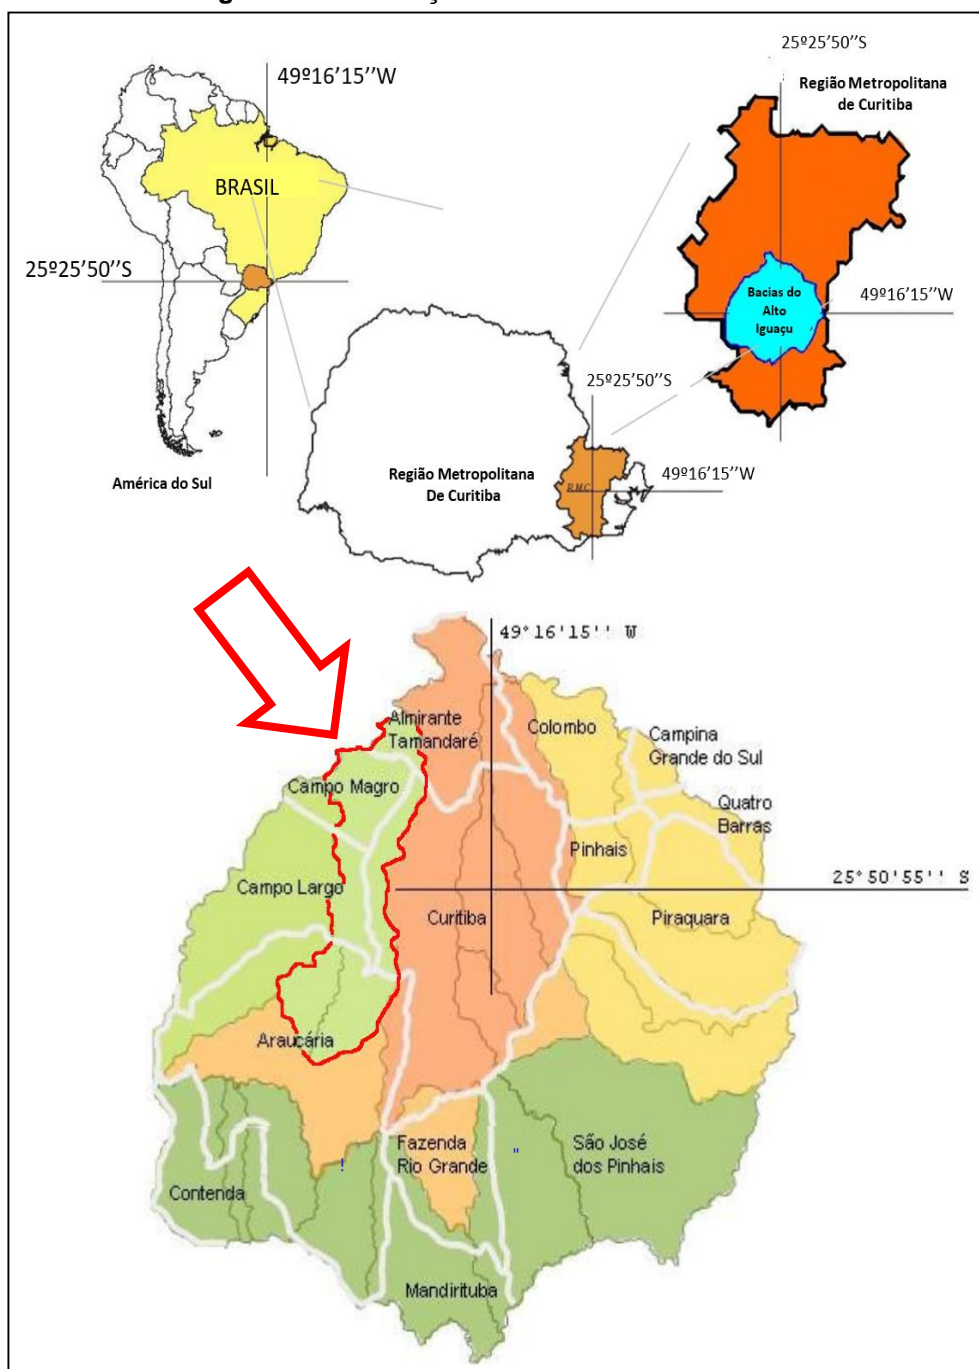 25º25'50''S
Região Metropolitana
de Curitiba
49º16'15''W
BRASIL
25º25'50''S
Bacias do
Alto
Iguaçu
49º16'15''W
25º25'50''S
América do Sul
Região Metropolitana
De Curitiba
R.M.C.
49º16'15''W
49°16'15'' W
Almirante
Tamandaré
Colombo
Campina
Grande do Sul
Campo Magro
Quatro
Barras
Pinhais
25°50'55'' S
Campo Largo
Curitiba
Piraquara
Araucária
Fazenda
Rio Grande
!
"
São José
dos Pinhais
Contenda
Mandirituba